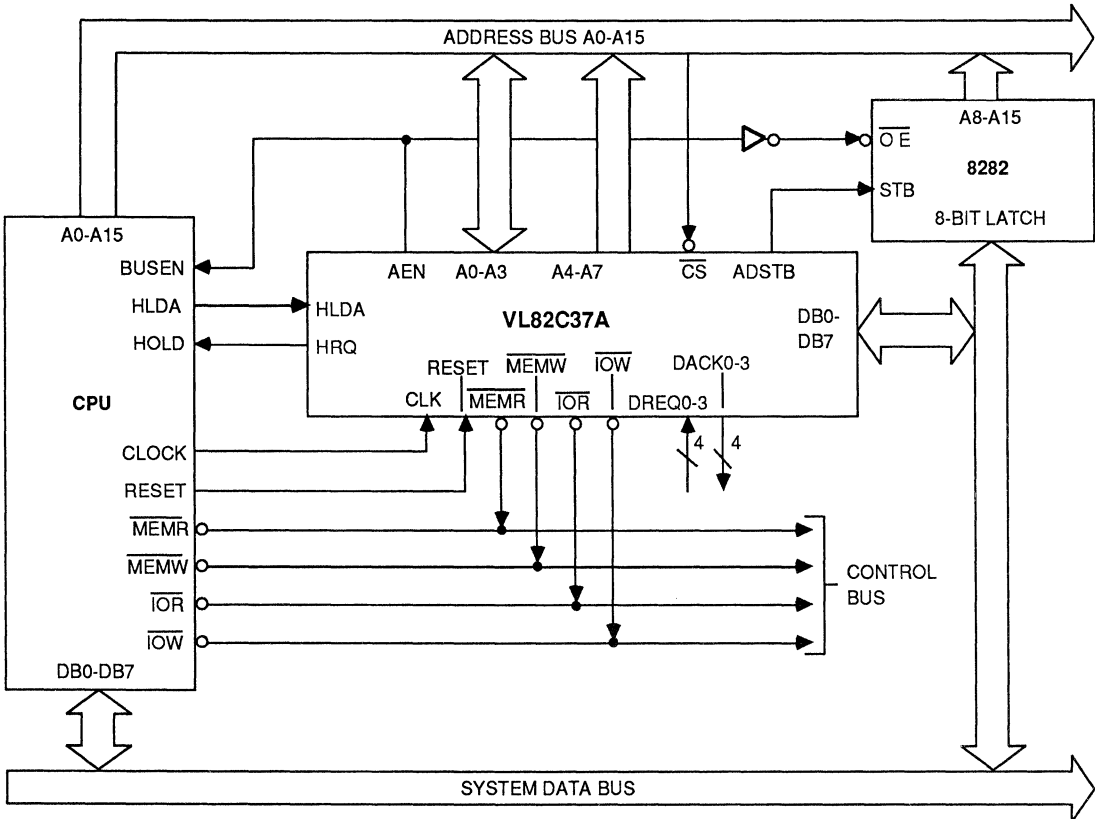 ADDRESS BUS A0-A15
A8-A15
O E
8282
STB
8-BIT LATCH
A0-A15
BUSEN
HLDA
HOLD
CPU
CLOCK
RESET
MEMR
MEMW
IOR
IOW
DB0-DB7
AEN
A0-A3
A4-A7
CS
ADSTB
HLDA
HRQ
VL82C37A
DB0-
DB7
RESET
MEMW
IOW
DACK0-3
CLK
MEMR
IOR
DREQ0-3
4
4
CONTROL
BUS
SYSTEM DATA BUS